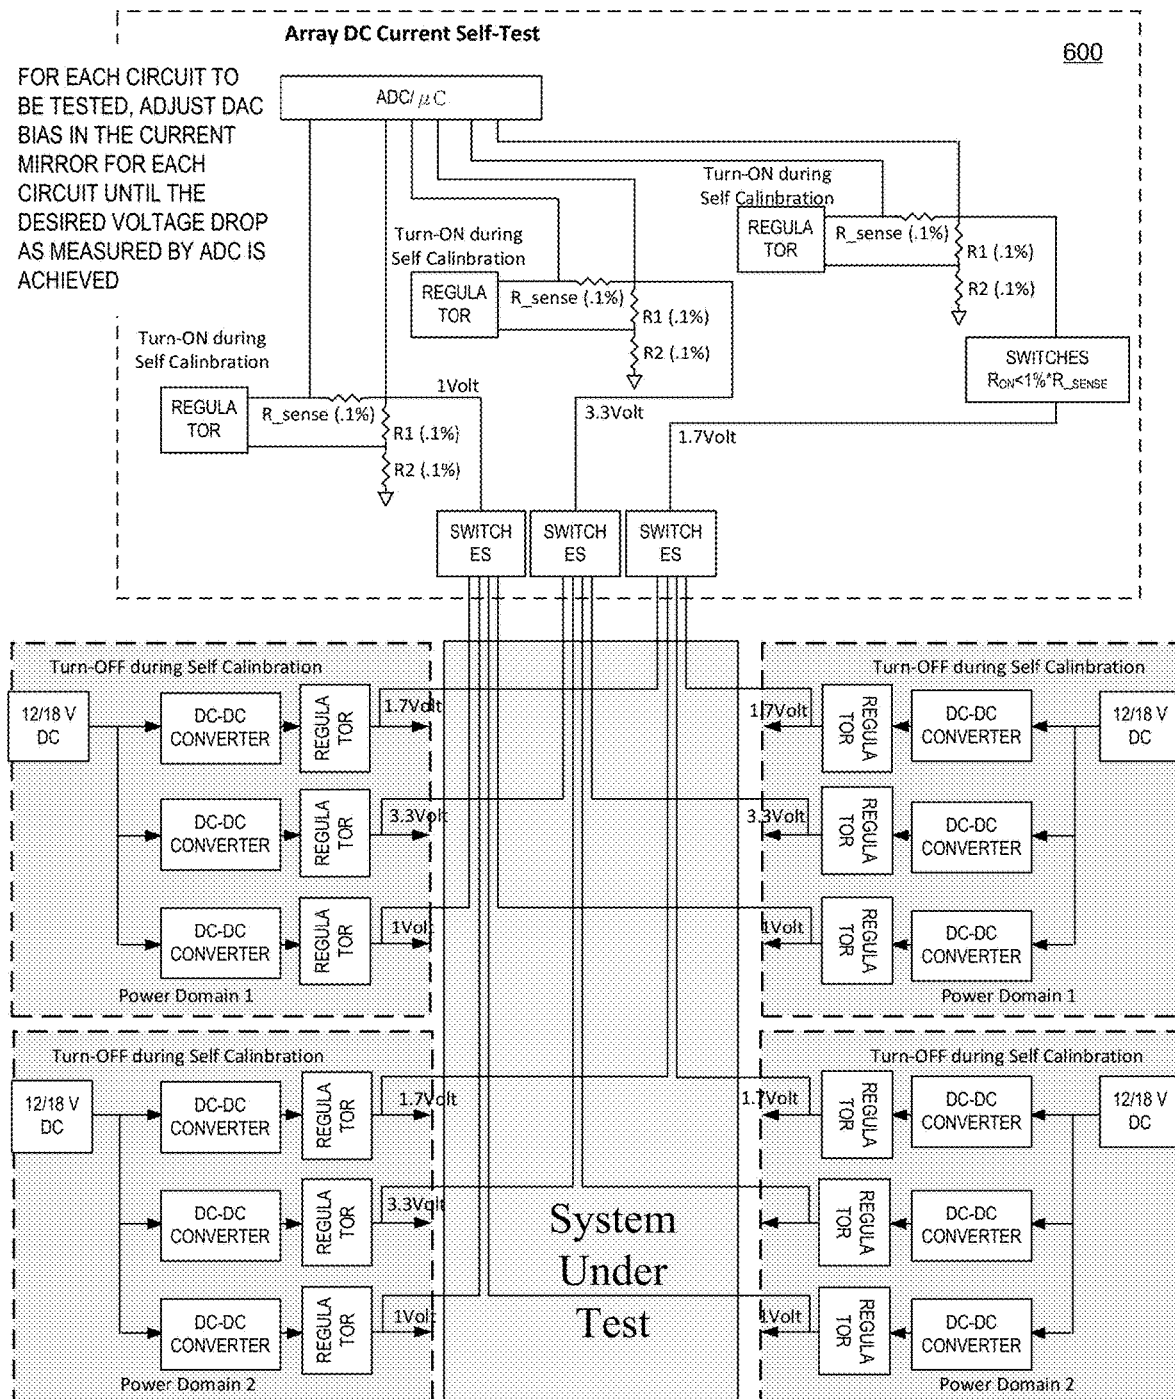 Array DC Current Self-Test
600
FOR EACH CIRCUIT TO
BE TESTED, ADJUST DAC
BIAS IN THE CURRENT
MIRROR FOR EACH
CIRCUIT UNTIL THE
DESIRED VOLTAGE DROP
AS MEASURED BY ADC IS
ACHIEVED
ADC/μC
Turn-ON during
Self Calinbration
REGULA
TOR
R_sense (.1%)
R1 (.1%)
R2 (.1%)
Turn-ON during
Self Calinbration
REGULA
TOR
R_sense (.1%)
R1 (.1%)
R2 (.1%)
SWITCHES
RON<1%*R_SENSE
Turn-ON during
Self Calinbration
REGULA
TOR
R_sense (.1%)
R1 (.1%)
R2 (.1%)
1Volt
3.3Volt
1.7Volt
SWITCH
ES
SWITCH
ES
SWITCH
ES
Turn-OFF during Self Calinbration
12/18 V
DC
DC-DC
CONVERTER
REGULA
TOR
1.7Volt
DC-DC
CONVERTER
REGULA
TOR
3.3Volt
DC-DC
CONVERTER
REGULA
TOR
1Volt
Power Domain 1
Turn-OFF during Self Calinbration
1.7Volt
REGULA
TOR
DC-DC
CONVERTER
12/18 V
DC
3.3Volt
REGULA
TOR
DC-DC
CONVERTER
1Volt
REGULA
TOR
DC-DC
CONVERTER
Power Domain 1
Turn-OFF during Self Calinbration
12/18 V
DC
DC-DC
CONVERTER
REGULA
TOR
1.7Volt
DC-DC
CONVERTER
REGULA
TOR
3.3Volt
DC-DC
CONVERTER
REGULA
TOR
1Volt
Power Domain 2
System
Under
Test
Turn-OFF during Self Calinbration
1.7Volt
REGULA
TOR
DC-DC
CONVERTER
12/18 V
DC
REGULA
TOR
DC-DC
CONVERTER
1Volt
REGULA
TOR
DC-DC
CONVERTER
Power Domain 2